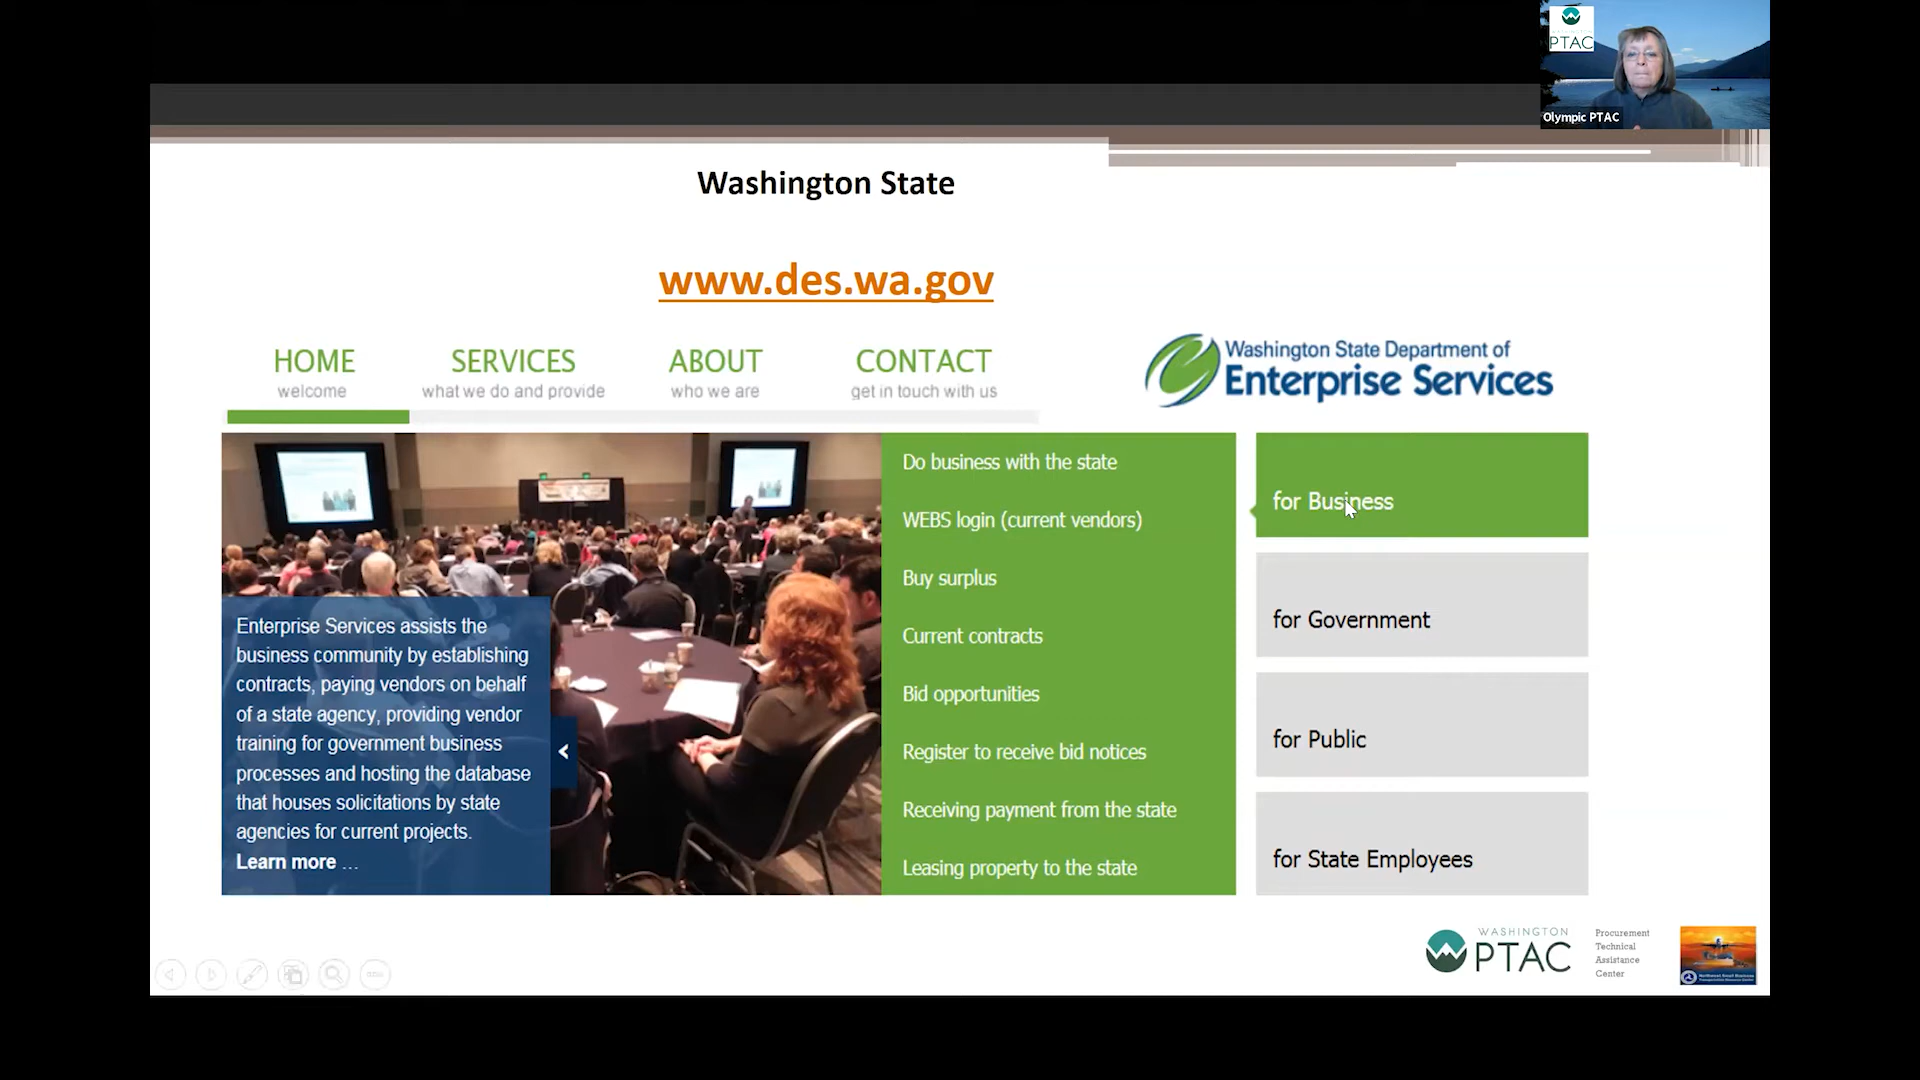 PTAC
Olympic PTAC
Washington State
www.des.wa.gov
HOME
welcome
SERVICES
what we do and provide
ABOUT
who we are
CONTACT
get in touch with us
Washington State Department of
Enterprise Services
Enterprise Services assists the
business community by establishing
contracts, paying vendors on behalf
of a state agency, providing vendor
training for government business
processes and hosting the database
that houses solicitations by state
agencies for current projects.
Learn more ...
Do business with the state
WEBS login (current vendors)
Buy surplus
Current contracts
Bid opportunities
Register to receive bid notices
Receiving payment from the state
Leasing property to the state
for Business
for Government
for Public
for State Employees
WASHINGTON
PTAC
Procurement
Technical
Assistance
Center